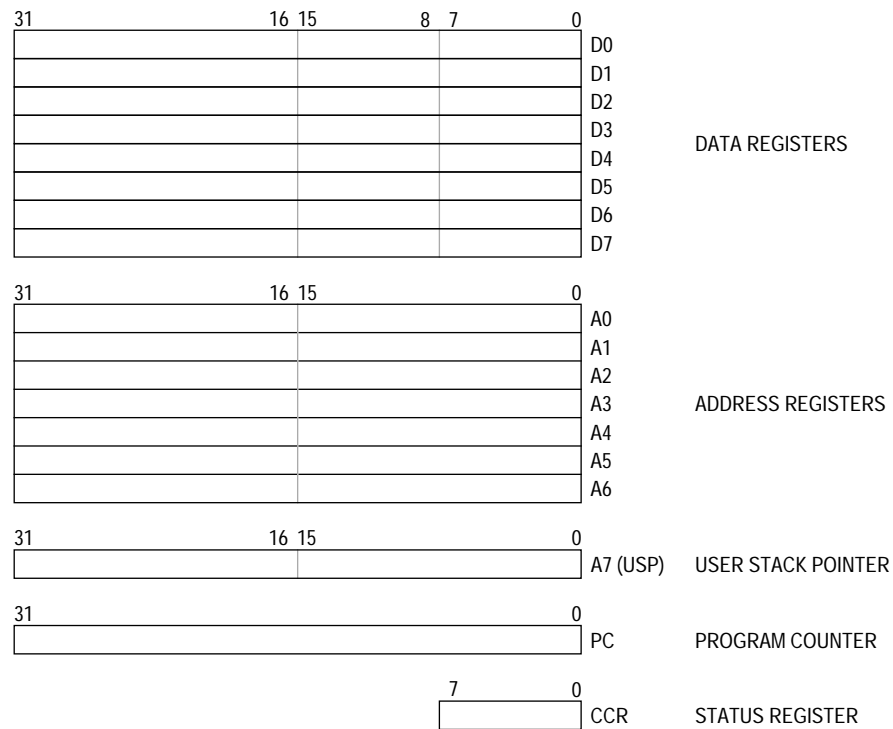 31 16 15 8 7 0
D0
D1
D2
D3
DATA REGISTERS
D4
D5
D6
D7
31 16 15 0
A0
A1
A2
A3 ADDRESS REGISTERS
A4
A5
A6
31 16 15 0
A7 (USP) USER STACK POINTER
31 0
PC PROGRAM COUNTER
7 0
CCR STATUS REGISTER